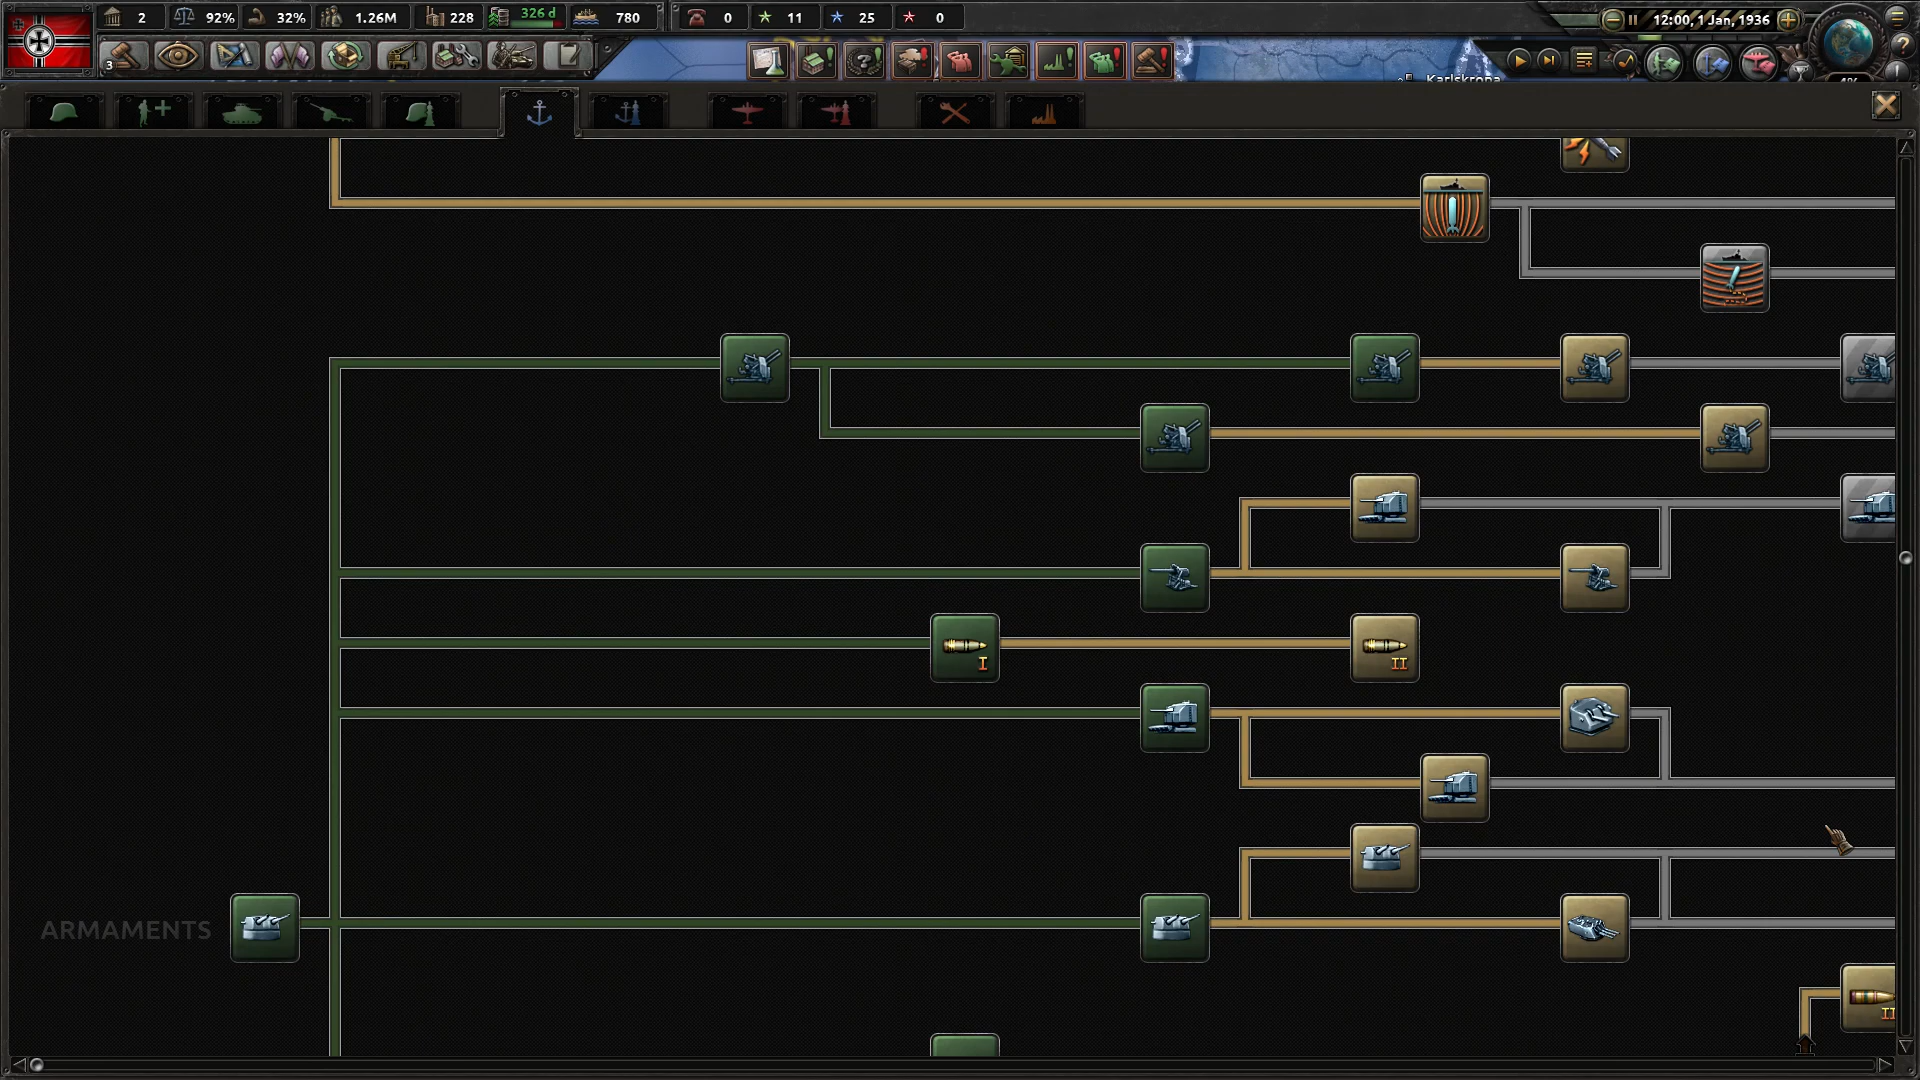 2 92% 32% 1.26M 228 326 d 780 0 11 25 0 12:00, 1 Jan, 1936
3
Karlskrona
I II
ARMAMENTS